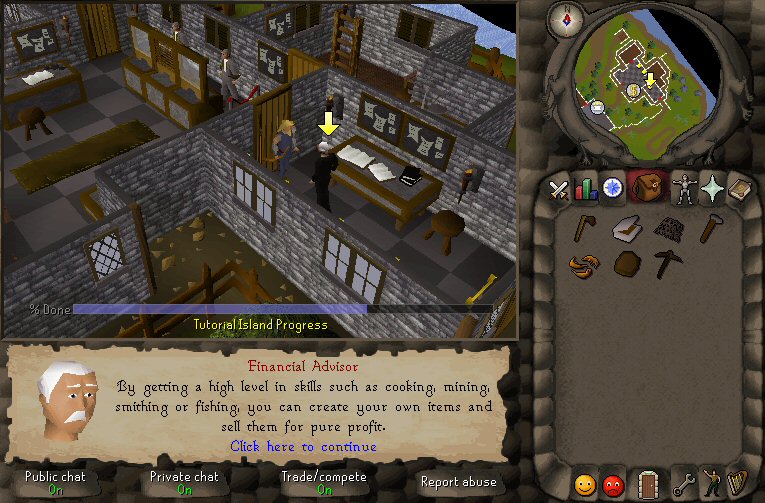 N
% Done
Tutorial Island Progress
Financial Advisor
By getting a high level in skills such as cooking, mining,
smithing or fishing, you can create your own items and
sell them for pure profit.
Click here to continue
Public chat
On
Private chat
On
Trade/compete
On
Report abuse